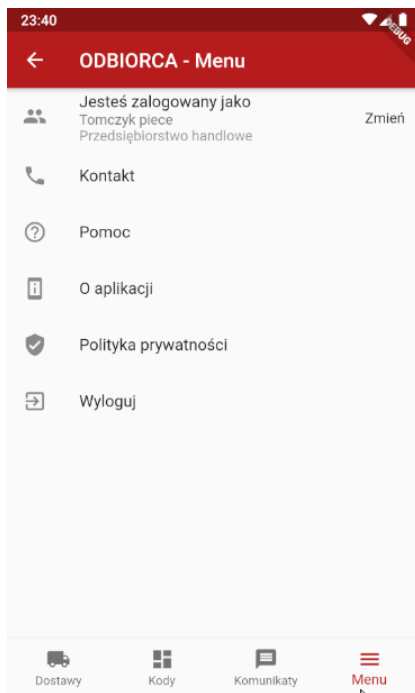 23:40
DEBUG
ODBIORCA - Menu
Jesteś zalogowany jako
Tomczyk piece
Przedsiębiorstwo handlowe
Zmień
Kontakt
Pomoc
O aplikacji
Polityka prywatności
Wyloguj
Dostawy
Kody
Komunikaty
Menu